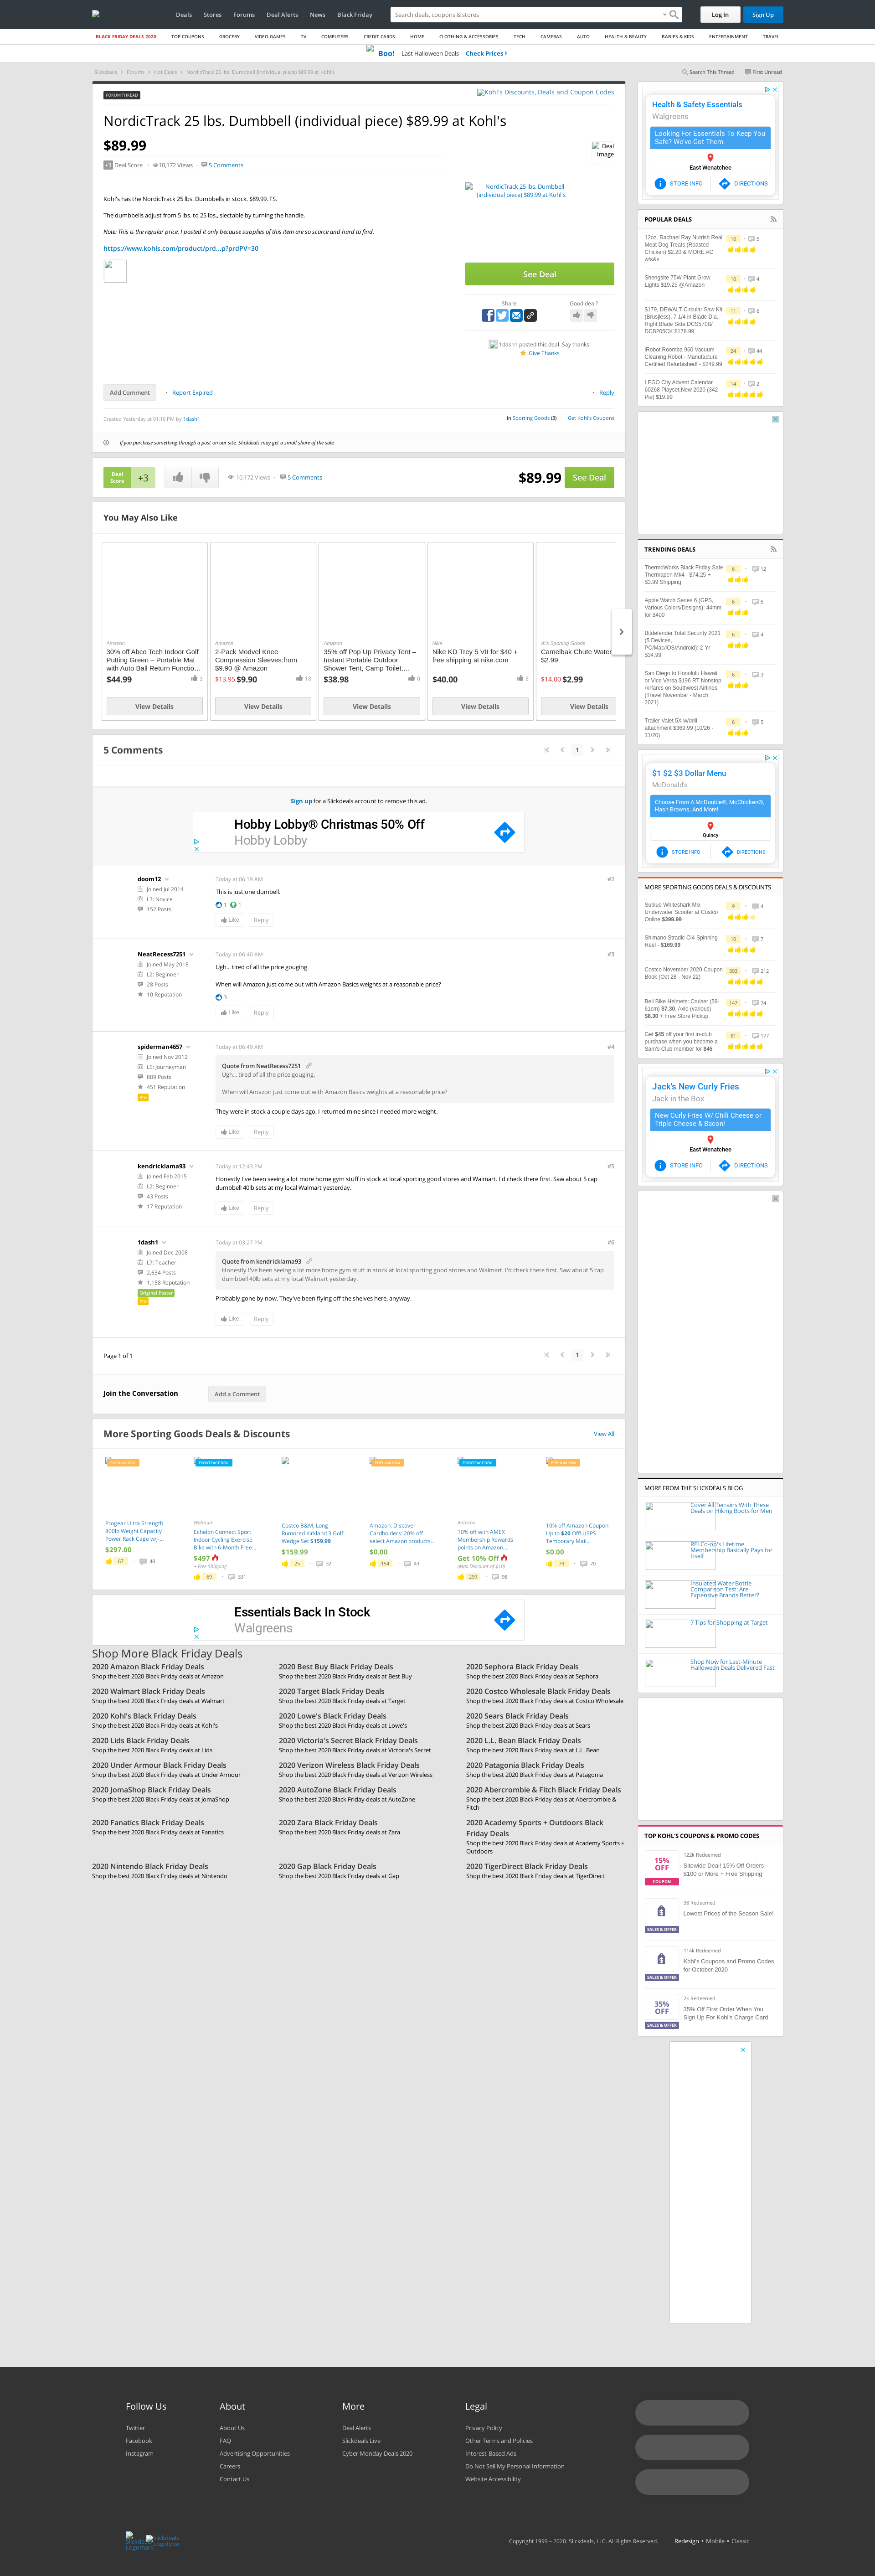 Deals Stores Forums Deal Alerts News Black Friday
Search deals, coupons & stores
Log In Sign Up
BLACK FRIDAY DEALS 2020 TOP COUPONS GROCERY VIDEO GAMES TV COMPUTERS CREDIT CARDS HOME CLOTHING & ACCESSORIES TECH CAMERAS AUTO HEALTH & BEAUTY BABIES & KIDS ENTERTAINMENT TRAVEL
Boo! Last Halloween Deals Check Prices
Slickdeals Forums Hot Deals NordicTrack 25 lbs. Dumbbell (individual piece) $89.99 at Kohl's
Search This Thread First Unread
FORUM THREAD
Kohl's Discounts, Deals and Coupon Codes
NordicTrack 25 lbs. Dumbbell (individual piece) $89.99 at Kohl's
$89.99
Deal Image
+3 Deal Score 10,172 Views 5 Comments
Kohl's has the NordicTrack 25 lbs. Dumbbells in stock. $89.99. FS.
The dumbbells adjust from 5 lbs. to 25 lbs., slectable by turning the handle.
Note: This is the regular price. I posted it only because supplies of this item are so scarce and hard to find.
https://www.kohls.com/product/prd...p?prdPV=30
NordicTrack 25 lbs. Dumbbell (individual piece) $89.99 at Kohl's
See Deal
Share Good deal?
1dash1 posted this deal. Say thanks!
Give Thanks
Add Comment Report Expired Reply
Created Yesterday at 01:16 PM by 1dash1
in Sporting Goods (3) Get Kohl's Coupons
If you purchase something through a post on our site, Slickdeals may get a small share of the sale.
Deal Score +3
10,172 Views 5 Comments
$89.99 See Deal
You May Also Like
Amazon
30% off Abco Tech Indoor Golf Putting Green – Portable Mat with Auto Ball Return Functio...
$44.99 3
View Details
Amazon
2-Pack Modvel Knee Compression Sleeves:from $9.90 @ Amazon
$13.95 $9.90 18
View Details
Amazon
35% off Pop Up Privacy Tent – Instant Portable Outdoor Shower Tent, Camp Toilet,...
$38.98 0
View Details
Nike
Nike KD Trey 5 VII for $40 + free shipping at nike.com
$40.00 8
View Details
Al's Sporting Goods
Camelbak Chute Water
$2.99
$14.00 $2.99
View Details
5 Comments
1
Sign up for a Slickdeals account to remove this ad.
Hobby Lobby® Christmas 50% Off
Hobby Lobby
doom12
Joined Jul 2014
L3: Novice
152 Posts
Today at 06:19 AM #2
This is just one dumbell.
1 1
Like Reply
NeatRecess7251
Joined May 2018
L2: Beginner
28 Posts
10 Reputation
Today at 06:40 AM #3
Ugh... tired of all the price gouging.
When will Amazon just come out with Amazon Basics weights at a reasonable price?
3
Like Reply
spiderman4657
Joined Nov 2012
L5: Journeyman
889 Posts
451 Reputation
Pro
Today at 06:49 AM #4
Quote from NeatRecess7251
Ugh... tired of all the price gouging.
When will Amazon just come out with Amazon Basics weights at a reasonable price?
They were in stock a couple days ago, I returned mine since I needed more weight.
Like Reply
kendricklama93
Joined Feb 2015
L2: Beginner
43 Posts
17 Reputation
Today at 12:43 PM #5
Honestly I've been seeing a lot more home gym stuff in stock at local sporting good stores and Walmart. I'd check there first. Saw about 5 cap dumbbell 40lb sets at my local Walmart yesterday.
Like Reply
1dash1
Joined Dec 2008
L7: Teacher
2,634 Posts
1,158 Reputation
Original Poster
Pro
Today at 03:27 PM #6
Quote from kendricklama93
Honestly I've been seeing a lot more home gym stuff in stock at local sporting good stores and Walmart. I'd check there first. Saw about 5 cap dumbbell 40lb sets at my local Walmart yesterday.
Probably gone by now. They've been flying off the shelves here, anyway.
Like Reply
Page 1 of 1
1
Join the Conversation Add a Comment
More Sporting Goods Deals & Discounts View All
POPULAR DEAL
Progear Ultra Strength 800lb Weight Capacity Power Rack Cage w/J-...
$297.00
67 48
FRONTPAGE DEAL
Walmart
Echelon Connect Sport Indoor Cycling Exercise Bike with 6-Month Free...
$497
+ Free Shipping
69 331
Costco B&M: Long Rumored Kirkland 3 Golf Wedge Set $159.99
$159.99
25 32
POPULAR DEAL
Amazon: Discover Cardholders: 20% off select Amazon products...
$0.00
154 43
FRONTPAGE DEAL
Amazon
10% off with AMEX Membership Rewards points on Amazon....
Get 10% Off
(Max Discount of $10)
299 98
POPULAR DEAL
10% off Amazon Coupon Up to $20 Off! USPS Temporary Mail...
$0.00
79 70
Essentials Back In Stock
Walgreens
Shop More Black Friday Deals
2020 Amazon Black Friday Deals
Shop the best 2020 Black Friday deals at Amazon
2020 Best Buy Black Friday Deals
Shop the best 2020 Black Friday deals at Best Buy
2020 Sephora Black Friday Deals
Shop the best 2020 Black Friday deals at Sephora
2020 Walmart Black Friday Deals
Shop the best 2020 Black Friday deals at Walmart
2020 Target Black Friday Deals
Shop the best 2020 Black Friday deals at Target
2020 Costco Wholesale Black Friday Deals
Shop the best 2020 Black Friday deals at Costco Wholesale
2020 Kohl's Black Friday Deals
Shop the best 2020 Black Friday deals at Kohl's
2020 Lowe's Black Friday Deals
Shop the best 2020 Black Friday deals at Lowe's
2020 Sears Black Friday Deals
Shop the best 2020 Black Friday deals at Sears
2020 Lids Black Friday Deals
Shop the best 2020 Black Friday deals at Lids
2020 Victoria's Secret Black Friday Deals
Shop the best 2020 Black Friday deals at Victoria's Secret
2020 L.L. Bean Black Friday Deals
Shop the best 2020 Black Friday deals at L.L. Bean
2020 Under Armour Black Friday Deals
Shop the best 2020 Black Friday deals at Under Armour
2020 Verizon Wireless Black Friday Deals
Shop the best 2020 Black Friday deals at Verizon Wireless
2020 Patagonia Black Friday Deals
Shop the best 2020 Black Friday deals at Patagonia
2020 JomaShop Black Friday Deals
Shop the best 2020 Black Friday deals at JomaShop
2020 AutoZone Black Friday Deals
Shop the best 2020 Black Friday deals at AutoZone
2020 Abercrombie & Fitch Black Friday Deals
Shop the best 2020 Black Friday deals at Abercrombie & Fitch
2020 Fanatics Black Friday Deals
Shop the best 2020 Black Friday deals at Fanatics
2020 Zara Black Friday Deals
Shop the best 2020 Black Friday deals at Zara
2020 Academy Sports + Outdoors Black Friday Deals
Shop the best 2020 Black Friday deals at Academy Sports + Outdoors
2020 Nintendo Black Friday Deals
Shop the best 2020 Black Friday deals at Nintendo
2020 Gap Black Friday Deals
Shop the best 2020 Black Friday deals at Gap
2020 TigerDirect Black Friday Deals
Shop the best 2020 Black Friday deals at TigerDirect
Health & Safety Essentials
Walgreens
Looking For Essentials To Keep You Safe? We've Got Them.
East Wenatchee
STORE INFO DIRECTIONS
POPULAR DEALS
12oz. Rachael Ray Nutrish Real Meat Dog Treats (Roasted Chicken) $2.20 & MORE AC w/s&s
10 5
Shengsite 75W Plant Grow Lights $19.25 @Amazon
10 4
$179, DEWALT Circular Saw Kit (Brusjless), 7 1/4 in Blade Dia., Right Blade Side DCS570B/ DCB205CK $178.99
11 6
iRobot Roomba 960 Vacuum Cleaning Robot - Manufacture Certified Refurbished! - $249.99
24 44
LEGO City Advent Calendar 60268 Playset,New 2020 (342 Pie) $19.99
14 2
TRENDING DEALS
ThermoWorks Black Friday Sale Thermapen Mk4 - $74.25 + $3.99 Shipping
6 12
Apple Watch Series 6 (GPS, Various Colors/Designs): 44mm for $400
6 5
Bitdefender Total Security 2021 (5 Devices, PC/Mac/iOS/Android): 2-Yr $34.99
6 4
San Diego to Honolulu Hawaii or Vice Versa $196 RT Nonstop Airfares on Southwest Airlines (Travel November - March 2021)
6 3
Trailer Valet 5X w/drill attachment $369.99 (10/26 - 11/20)
6 5
$1 $2 $3 Dollar Menu
McDonald's
Choose From A McDouble®, McChicken®, Hash Browns, And More!
Quincy
STORE INFO DIRECTIONS
MORE SPORTING GOODS DEALS & DISCOUNTS
Sublue Whiteshark Mix Underwater Scooter at Costco Online $399.99
9 4
Shimano Stradic Ci4 Spinning Reel - $169.99
10 7
Costco November 2020 Coupon Book (Oct 28 - Nov 22)
303 212
Bell Bike Helmets: Cruiser (59-61cm) $7.30, Axle (various) $8.30 + Free Store Pickup
147 74
Get $45 off your first in-club purchase when you become a Sam's Club member for $45
81 177
Jack's New Curly Fries
Jack in the Box
New Curly Fries W/ Chili Cheese or Triple Cheese & Bacon!
East Wenatchee
STORE INFO DIRECTIONS
MORE FROM THE SLICKDEALS BLOG
Cover All Terrains With These Deals on Hiking Boots for Men
REI Co-op's Lifetime Membership Basically Pays for Itself
Insulated Water Bottle Comparison Test: Are Expensive Brands Better?
7 Tips for Shopping at Target
Shop Now for Last-Minute Halloween Deals Delivered Fast
TOP KOHL'S COUPONS & PROMO CODES
15% OFF COUPON
122k Redeemed
Sitewide Deal! 15% Off Orders $100 or More + Free Shipping
SALES & OFFER
38 Redeemed
Lowest Prices of the Season Sale!
SALES & OFFER
114k Redeemed
Kohl's Coupons and Promo Codes for October 2020
35% OFF SALES & OFFER
2k Redeemed
35% Off First Order When You Sign Up For Kohl's Charge Card
Follow Us
Twitter
Facebook
Instagram
About
About Us
FAQ
Advertising Opportunities
Careers
Contact Us
More
Deal Alerts
Slickdeals Live
Cyber Monday Deals 2020
Legal
Privacy Policy
Other Terms and Policies
Interest-Based Ads
Do Not Sell My Personal Information
Website Accessibility
Slickdeals Logomark Slickdeals Logotype
Copyright 1999 – 2020. Slickdeals, LLC. All Rights Reserved. Redesign • Mobile • Classic